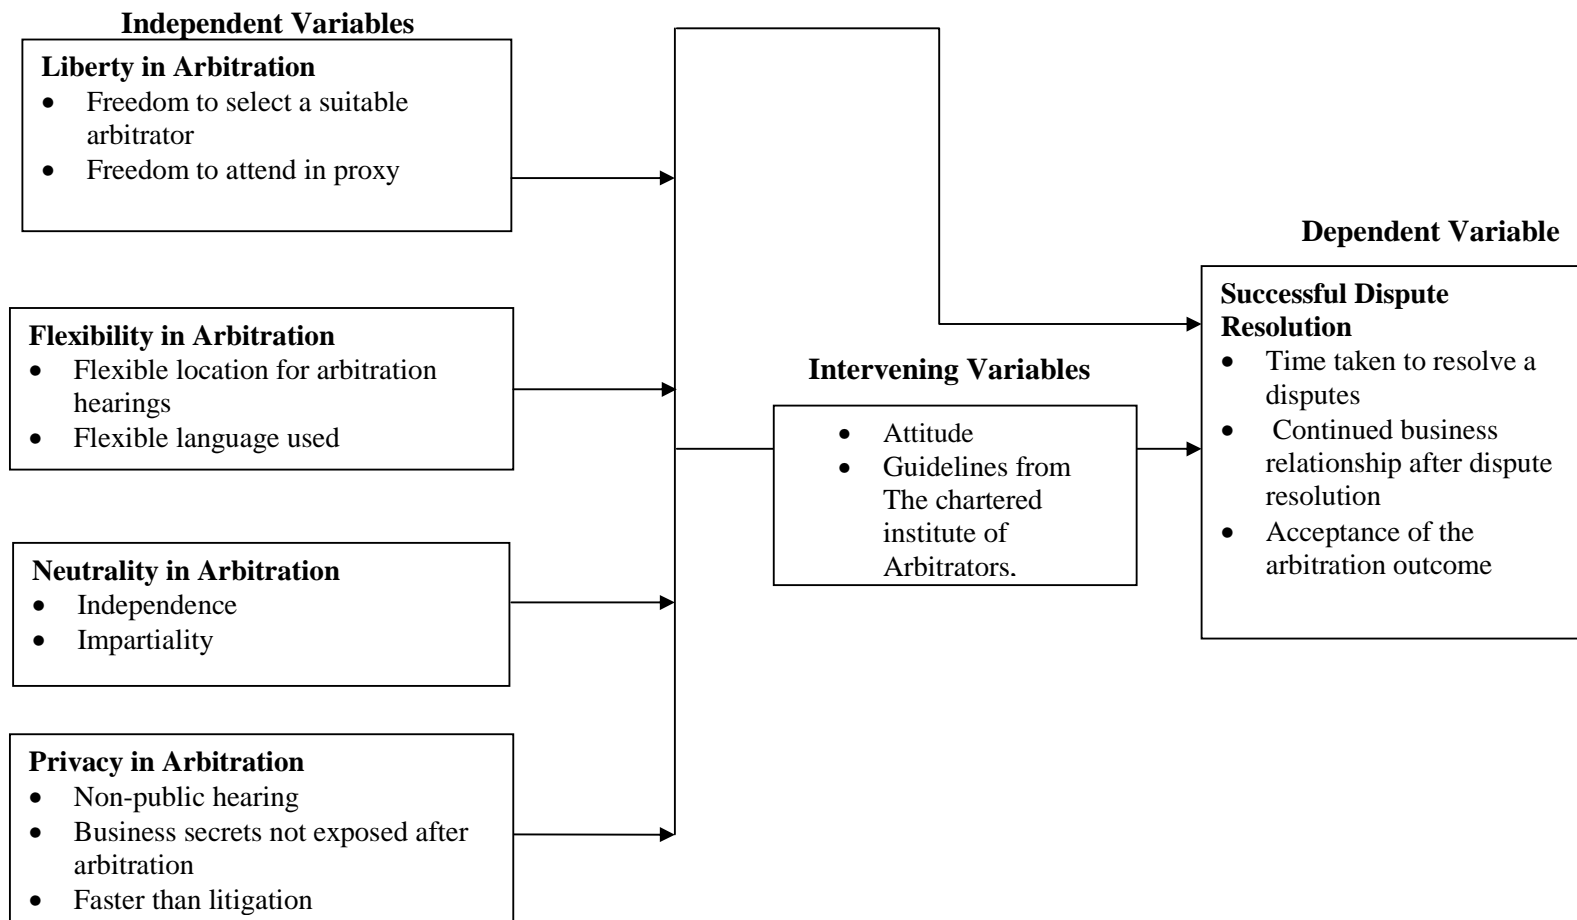 Independent Variables
Liberty in Arbitration
• Freedom to select a suitable
arbitrator
• Freedom to attend in proxy
Flexibility in Arbitration
• Flexible location for arbitration
hearings
• Flexible language used
Neutrality in Arbitration
• Independence
• Impartiality
Privacy in Arbitration
• Non-public hearing
• Business secrets not exposed after
arbitration
• Faster than litigation
Intervening Variables
• Attitude
• Guidelines from
The chartered
institute of
Arbitrators.
Dependent Variable
Successful Dispute
Resolution
• Time taken to resolve a
disputes
• Continued business
relationship after dispute
resolution
• Acceptance of the
arbitration outcome